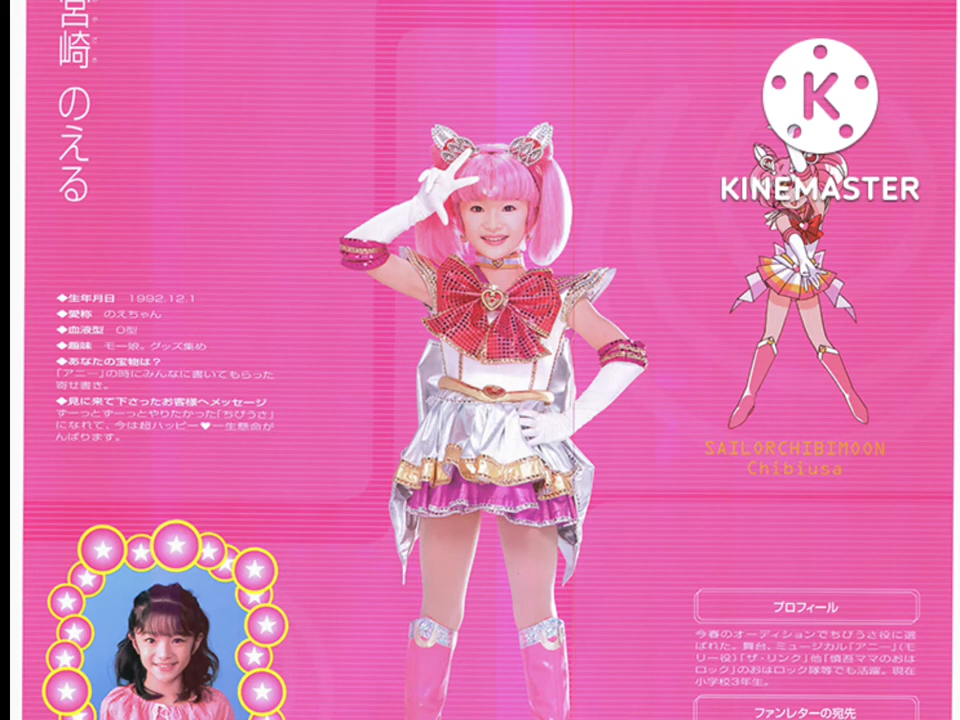 宮崎 のえる
みやざき
◆生年月日 1992.12.1
◆愛称 のえちゃん
◆血液型 O型
◆趣味 モー娘。グッズ集め
◆あなたの宝物は?
「アニー」の時にみんなに書いてもらった
寄せ書き。
◆見に来て下さったお客様へメッセージ
ずーっとずーっとやりたかった「ちびうさ」
になれて、今は超ハッピー♥一生懸命が
んばります。
K
KINEMASTER
SAILORCHIBIMOON
Chibiusa
プロフィール
今春のオーディションでちびうさ役に選
ばれた。舞台、ミュージカル「アニー」(モ
リー役)「ザ・リンク」他「慎吾ママのおは
ロック」のおはロック隊等でも活躍。現在
小学校3年生。
ファンレターの宛先